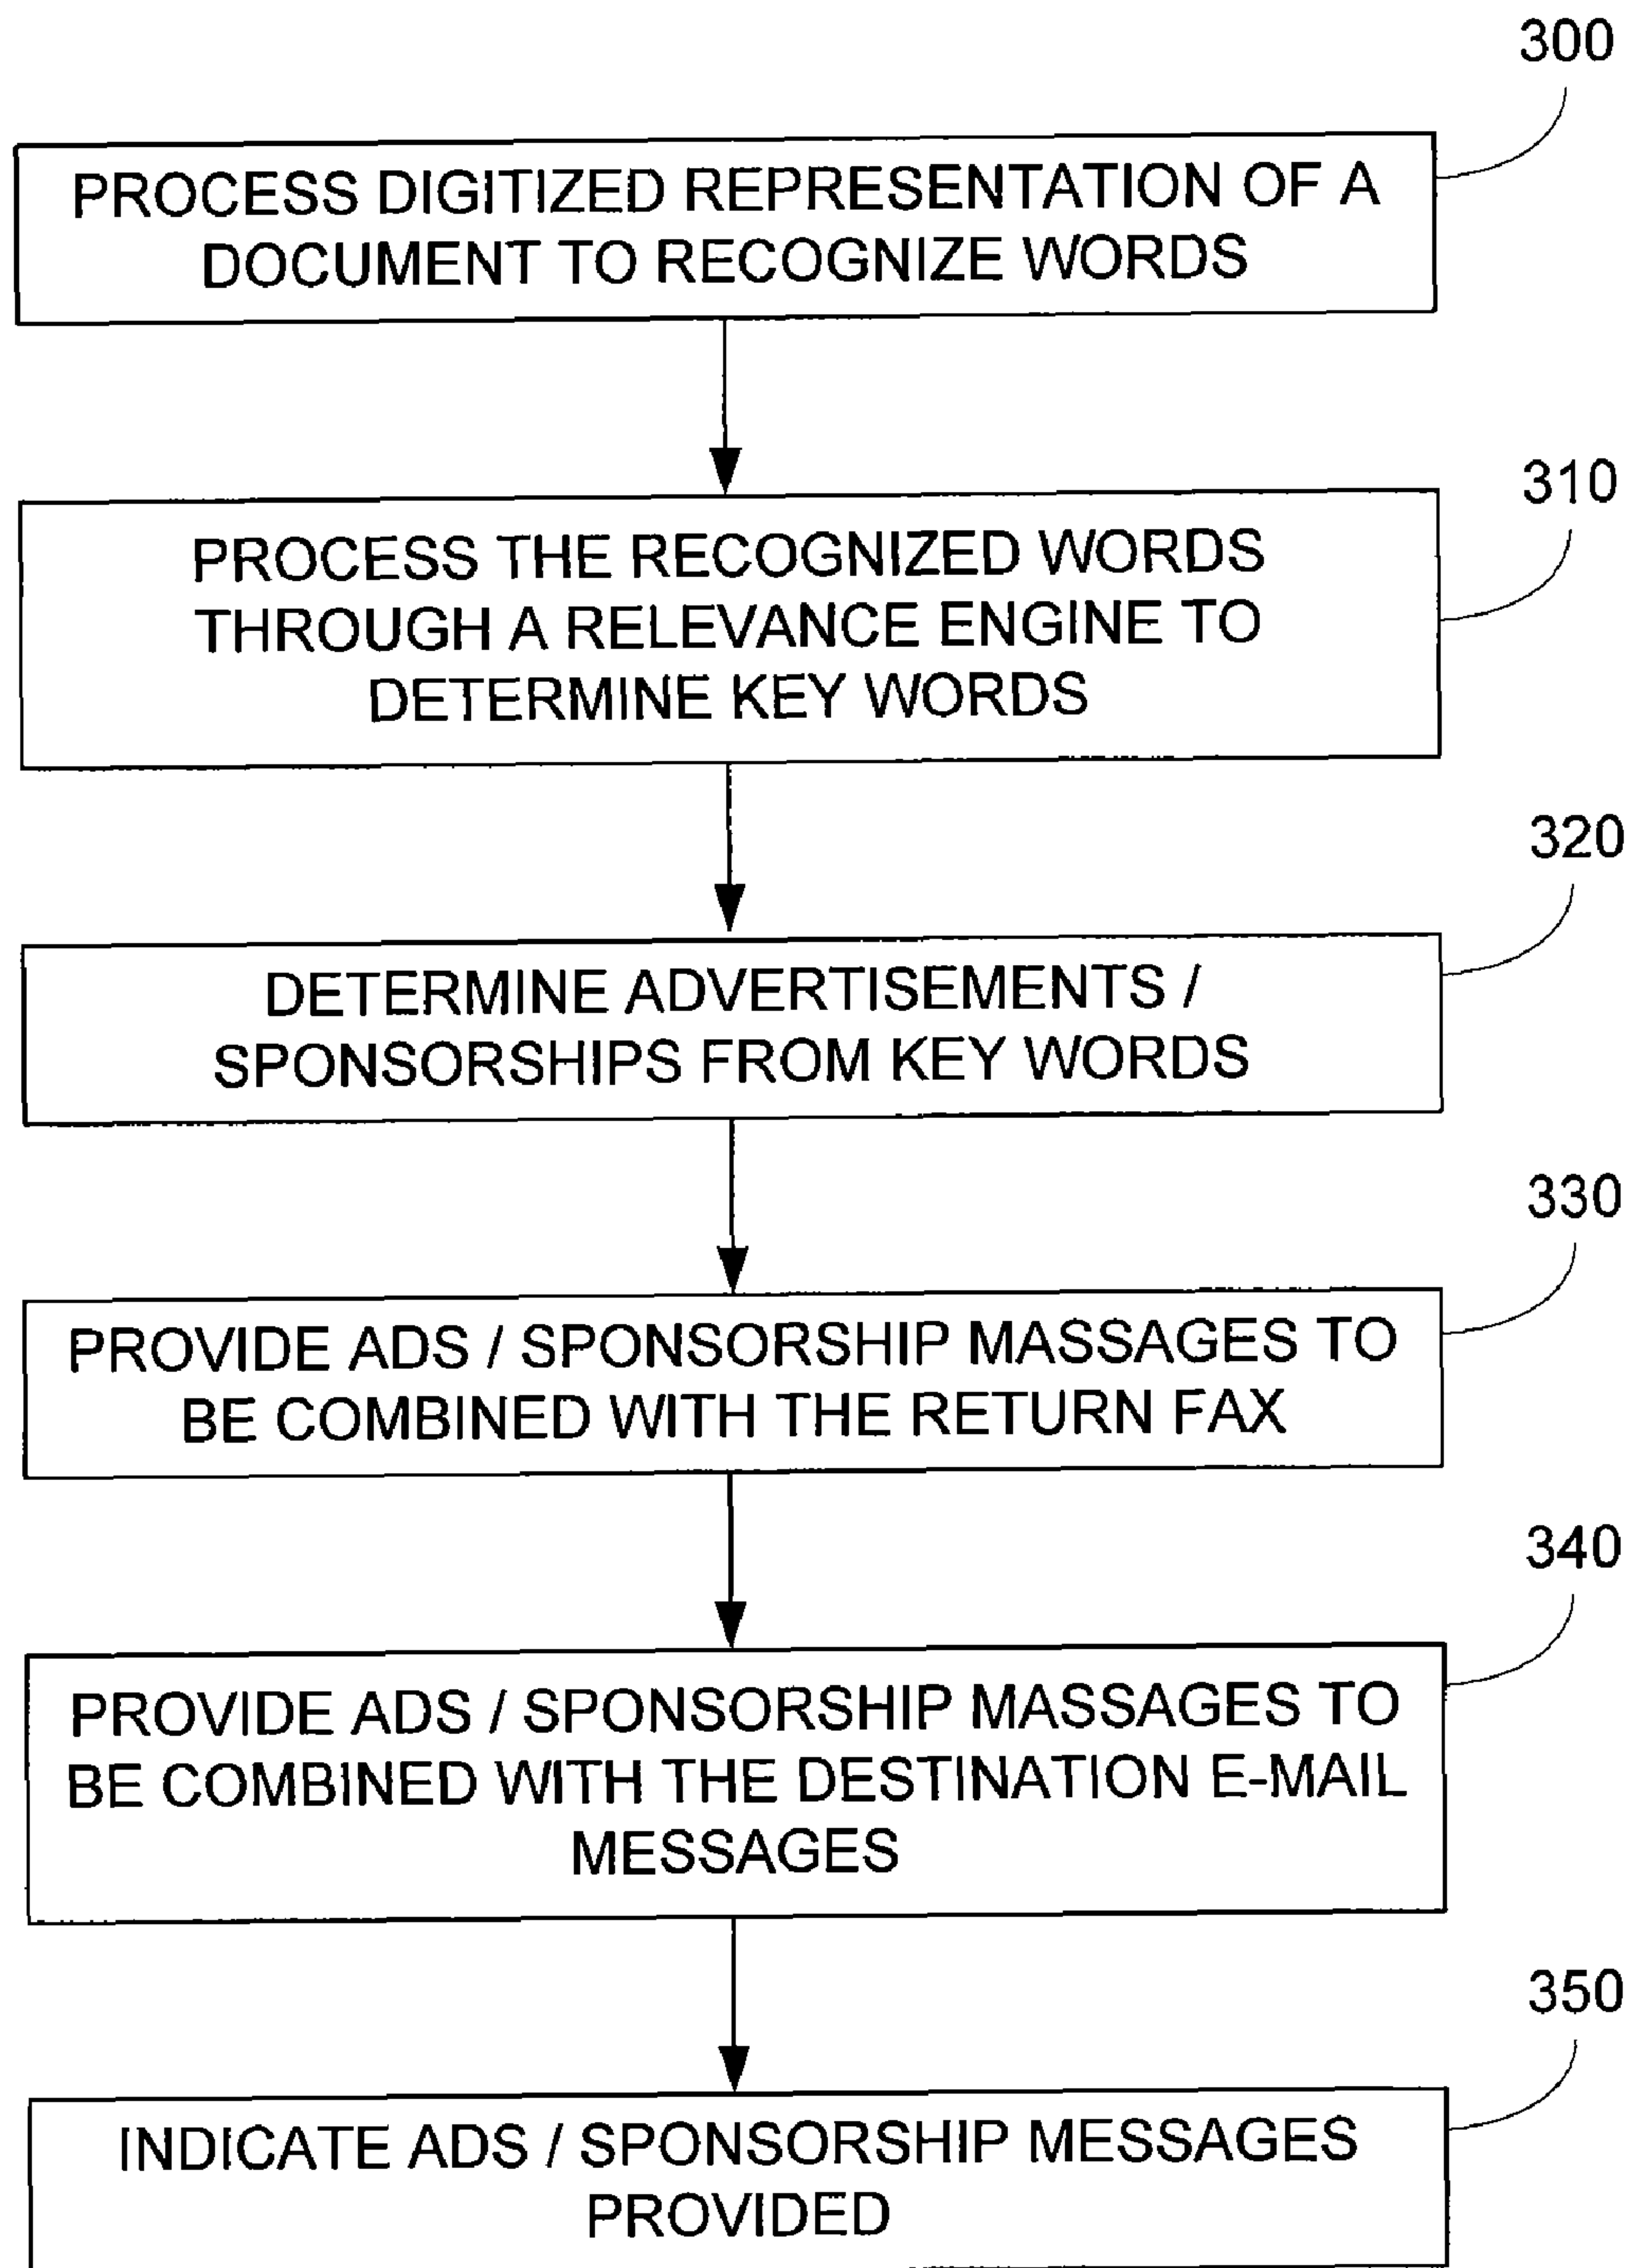 300
PROCESS DIGITIZED REPRESENTATION OF A
DOCUMENT TO RECOGNIZE WORDS
310
PROCESS THE RECOGNIZED WORDS
THROUGH A RELEVANCE ENGINE TO
DETERMINE KEY WORDS
320
DETERMINE ADVERTISEMENTS /
SPONSORSHIPS FROM KEY WORDS
330
PROVIDE ADS / SPONSORSHIP MASSAGES TO
BE COMBINED WITH THE RETURN FAX
340
PROVIDE ADS / SPONSORSHIP MASSAGES TO
BE COMBINED WITH THE DESTINATION E-MAIL
MESSAGES
350
INDICATE ADS / SPONSORSHIP MESSAGES
PROVIDED